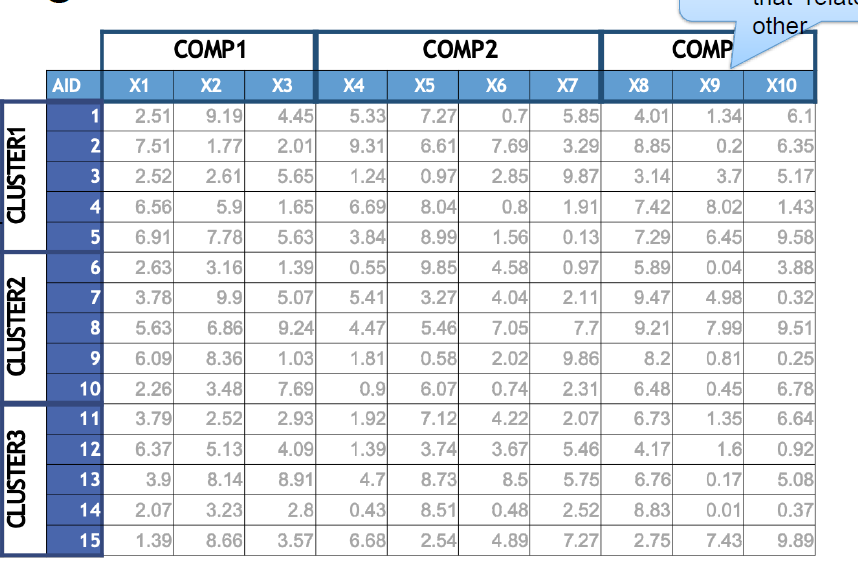 that relate
other
COMP1 COMP2 COMP
AID X1 X2 X3 X4 X5 X6 X7 X8 X9 X10
CLUSTER1
1 2.51 9.19 4.45 5.33 7.27 0.7 5.85 4.01 1.34 6.1
2 7.51 1.77 2.01 9.31 6.61 7.69 3.29 8.85 0.2 6.35
3 2.52 2.61 5.65 1.24 0.97 2.85 9.87 3.14 3.7 5.17
4 6.56 5.9 1.65 6.69 8.04 0.8 1.91 7.42 8.02 1.43
5 6.91 7.78 5.63 3.84 8.99 1.56 0.13 7.29 6.45 9.58
CLUSTER2
6 2.63 3.16 1.39 0.55 9.85 4.58 0.97 5.89 0.04 3.88
7 3.78 9.9 5.07 5.41 3.27 4.04 2.11 9.47 4.98 0.32
8 5.63 6.86 9.24 4.47 5.46 7.05 7.7 9.21 7.99 9.51
9 6.09 8.36 1.03 1.81 0.58 2.02 9.86 8.2 0.81 0.25
10 2.26 3.48 7.69 0.9 6.07 0.74 2.31 6.48 0.45 6.78
CLUSTER3
11 3.79 2.52 2.93 1.92 7.12 4.22 2.07 6.73 1.35 6.64
12 6.37 5.13 4.09 1.39 3.74 3.67 5.46 4.17 1.6 0.92
13 3.9 8.14 8.91 4.7 8.73 8.5 5.75 6.76 0.17 5.08
14 2.07 3.23 2.8 0.43 8.51 0.48 2.52 8.83 0.01 0.37
15 1.39 8.66 3.57 6.68 2.54 4.89 7.27 2.75 7.43 9.89